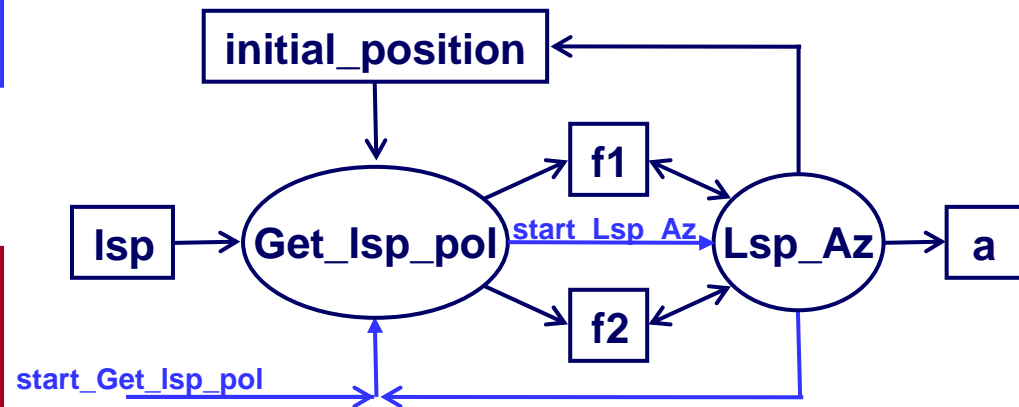 initial_position
f1
lsp
Get_lsp_pol
start_Lsp_Az
Lsp_Az
a
f2
start_Get_lsp_pol